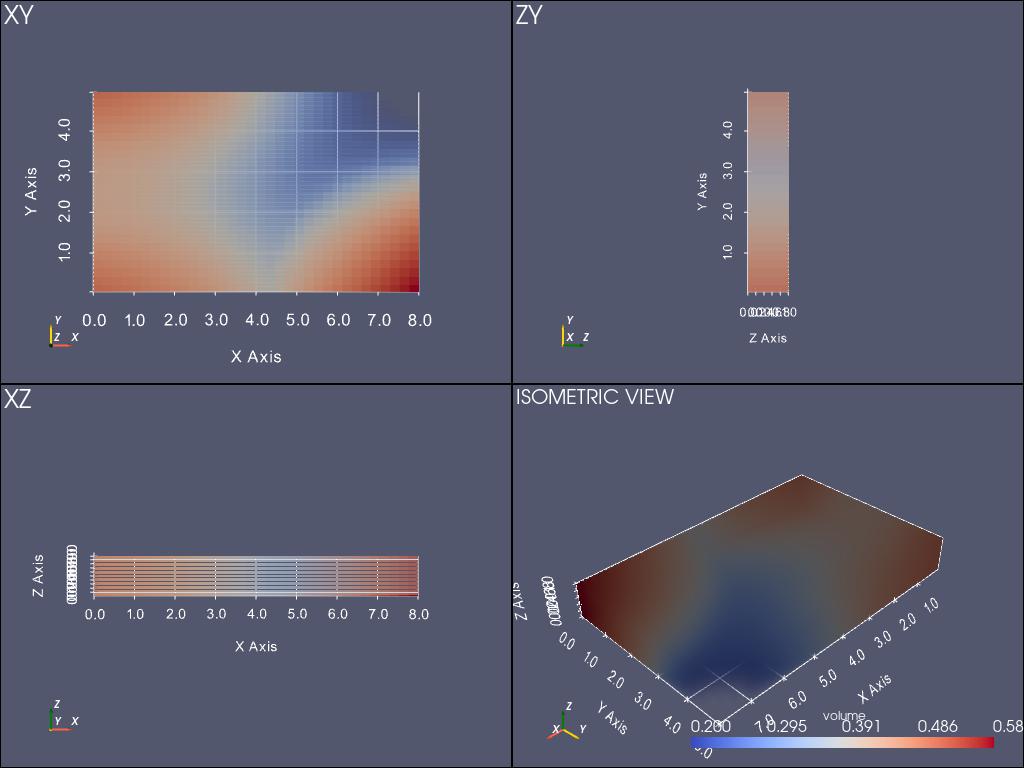 XY
4.0
3.0
2.0
1.0
Y Axis
0.0 1.0 2.0 3.0 4.0 5.0 6.0 7.0 8.0
X Axis
Y
Z X
ZY
4.0
3.0
2.0
1.0
Y Axis
Z Axis
Y
X Z
XZ
Z Axis
0.0 1.0 2.0 3.0 4.0 5.0 6.0 7.0 8.0
X Axis
Z
Y X
ISOMETRIC VIEW
Z Axis
0.0 1.0 2.0 3.0 4.0
Y Axis
1.0 2.0 3.0 4.0 5.0 6.0
X Axis
Z
X Y
volume
0.200 0.295 0.391 0.486 0.58